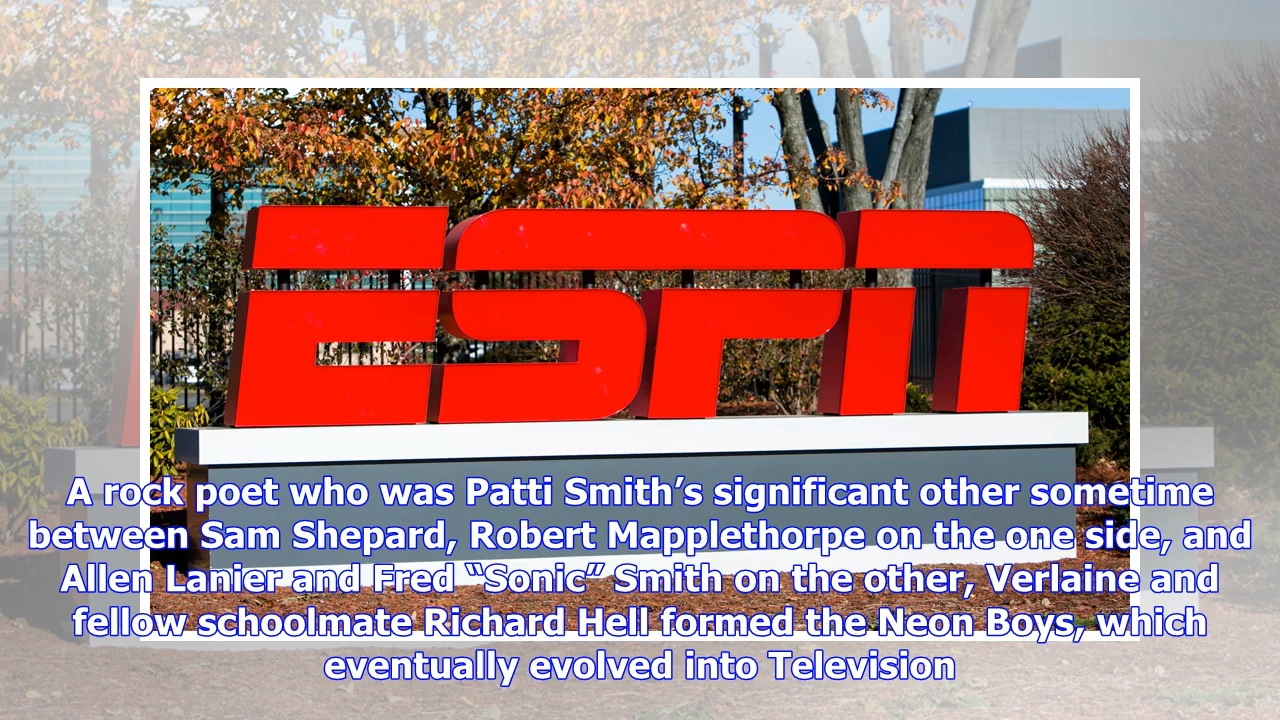 ESPN
A rock poet who was Patti Smith’s significant other sometime
between Sam Shepard, Robert Mapplethorpe on the one side, and
Allen Lanier and Fred “Sonic” Smith on the other, Verlaine and
fellow schoolmate Richard Hell formed the Neon Boys, which
eventually evolved into Television